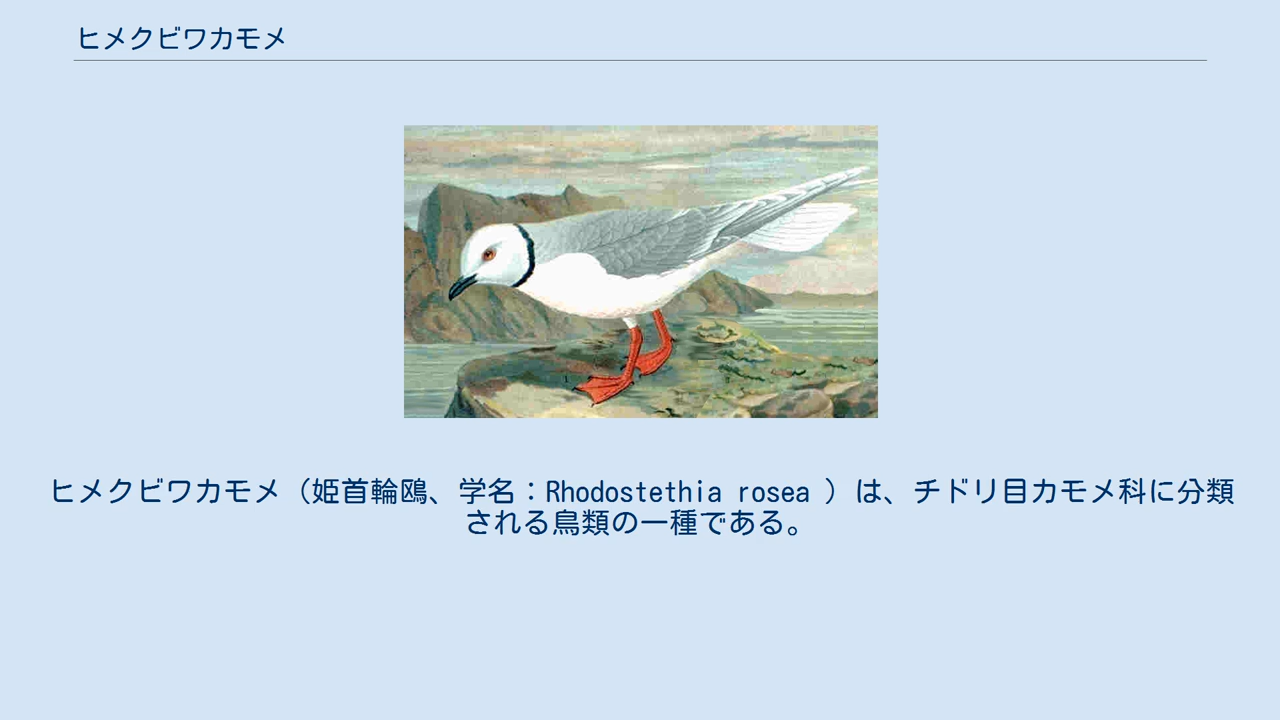 ヒメクビワカモメ
ヒメクビワカモメ（姫首輪鴎、学名：Rhodostethia rosea ）は、チドリ目カモメ科に分類
される鳥類の一種である。